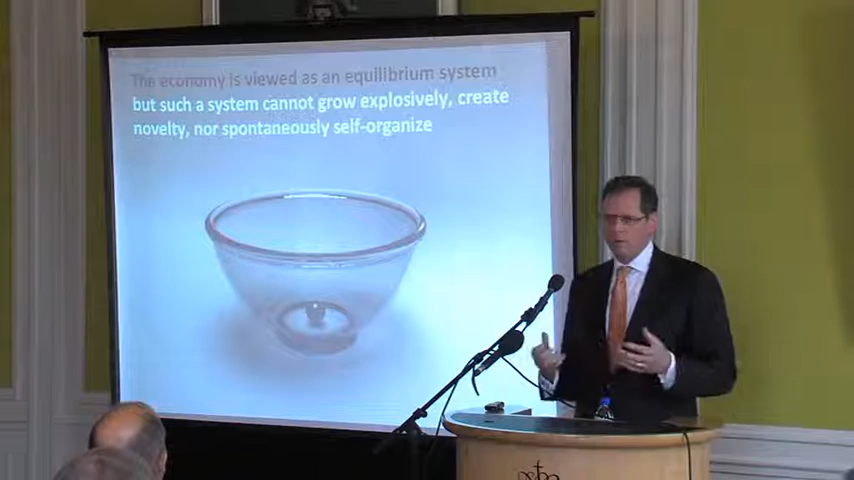 The economy is viewed as an equilibrium system
but such a system cannot grow explosively, create
novelty, nor spontaneously self-organize